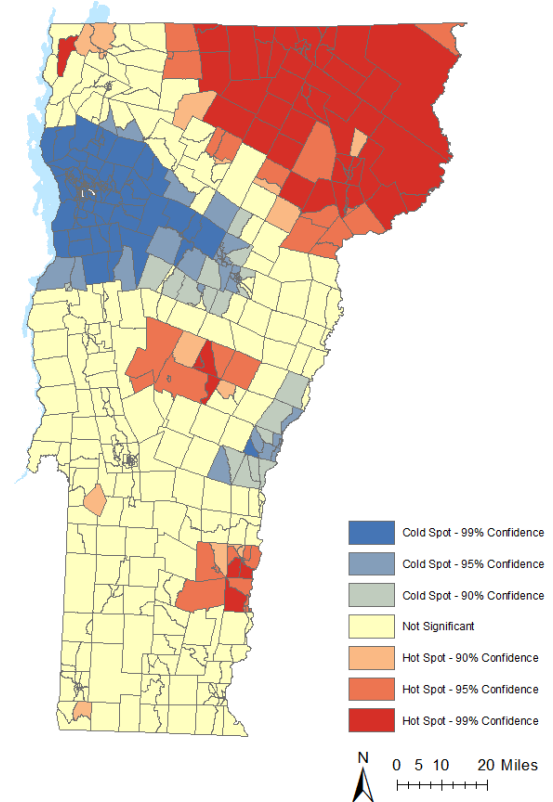 Cold Spot - 99% Confidence
Cold Spot - 95% Confidence
Cold Spot - 90% Confidence
Not Significant
Hot Spot - 90% Confidence
Hot Spot - 95% Confidence
Hot Spot - 99% Confidence
N
0 5 10 20 Miles